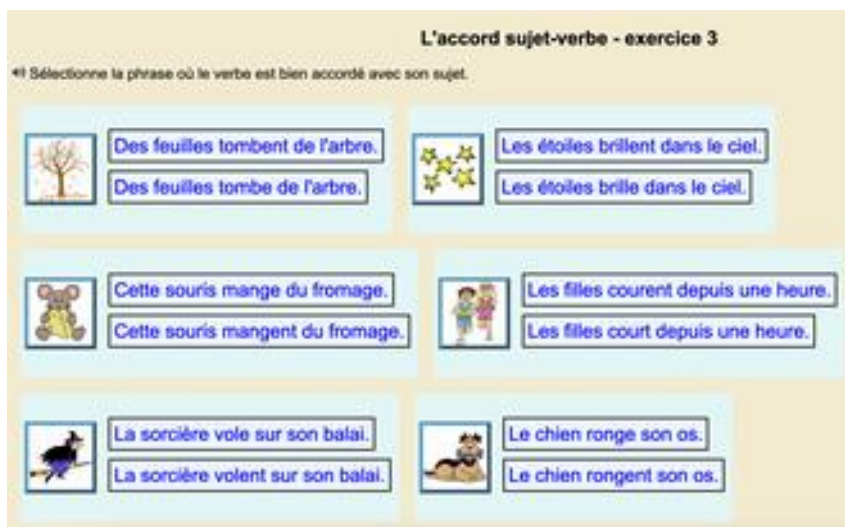 L'accord sujet-verbe - exercice 3
Sélectionne la phrase où le verbe est bien accordé avec son sujet.
Des feuilles tombent de l'arbre.
Des feuilles tombe de l'arbre.
Les étoiles brillent dans le ciel.
Les étoiles brille dans le ciel.
Cette souris mange du fromage.
Cette souris mangent du fromage.
Les filles courent depuis une heure.
Les filles court depuis une heure.
La sorcière vole sur son balai.
La sorcière volent sur son balai.
Le chien ronge son os.
Le chien rongent son os.